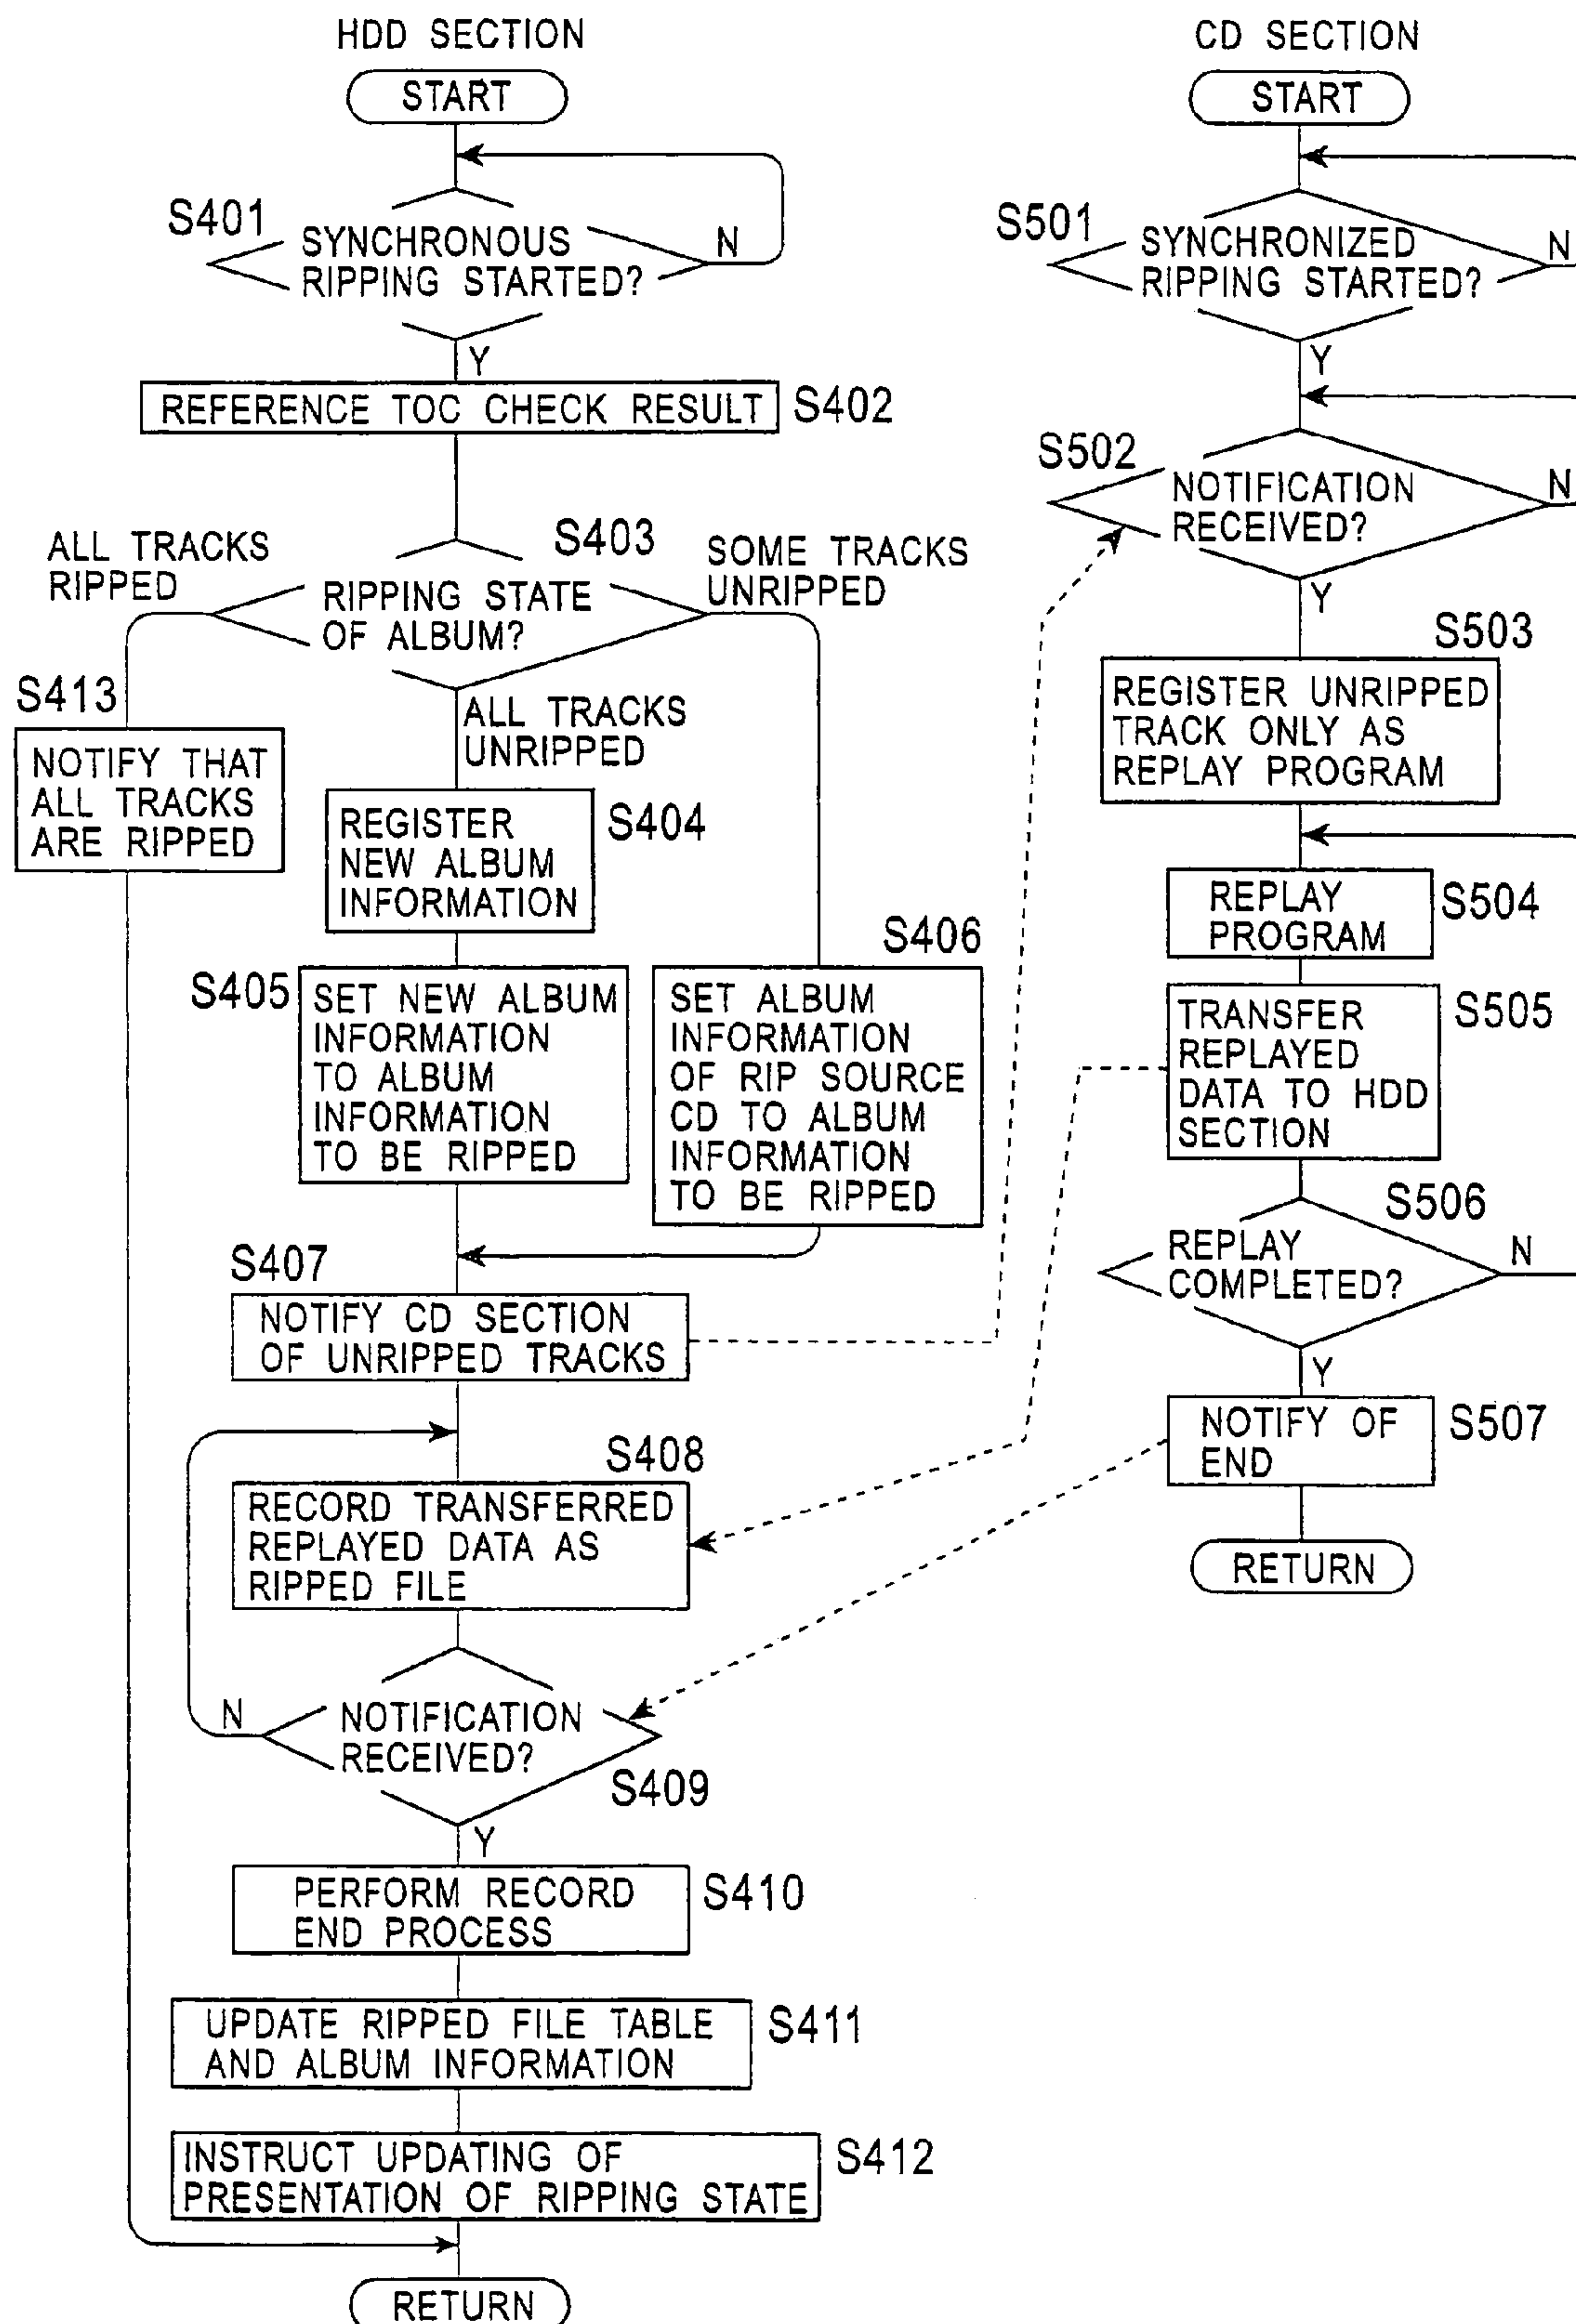 HDD SECTION
START
S401
SYNCHRONOUS
RIPPING STARTED?
N
Y
REFERENCE TOC CHECK RESULT
S402
ALL TRACKS
RIPPED
S403
SOME TRACKS
UNRIPPED
RIPPING STATE
OF ALBUM?
S413
NOTIFY THAT
ALL TRACKS
ARE RIPPED
ALL TRACKS
UNRIPPED
REGISTER
NEW ALBUM
INFORMATION
S404
S405
SET NEW ALBUM
INFORMATION
TO ALBUM
INFORMATION
TO BE RIPPED
S406
SET ALBUM
INFORMATION
OF RIP SOURCE
CD TO ALBUM
INFORMATION
TO BE RIPPED
S407
NOTIFY CD SECTION
OF UNRIPPED TRACKS
S408
RECORD TRANSFERRED
REPLAYED DATA AS
RIPPED FILE
N
NOTIFICATION
RECEIVED?
S409
Y
PERFORM RECORD
END PROCESS
S410
UPDATE RIPPED FILE TABLE
AND ALBUM INFORMATION
S411
INSTRUCT UPDATING OF
PRESENTATION OF RIPPING STATE
S412
RETURN
CD SECTION
START
S501
SYNCHRONIZED
RIPPING STARTED?
N
Y
S502
NOTIFICATION
RECEIVED?
N
Y
S503
REGISTER UNRIPPED
TRACK ONLY AS
REPLAY PROGRAM
REPLAY
PROGRAM
S504
TRANSFER
REPLAYED
DATA TO HDD
SECTION
S505
S506
REPLAY
COMPLETED?
N
Y
NOTIFY OF
END
S507
RETURN